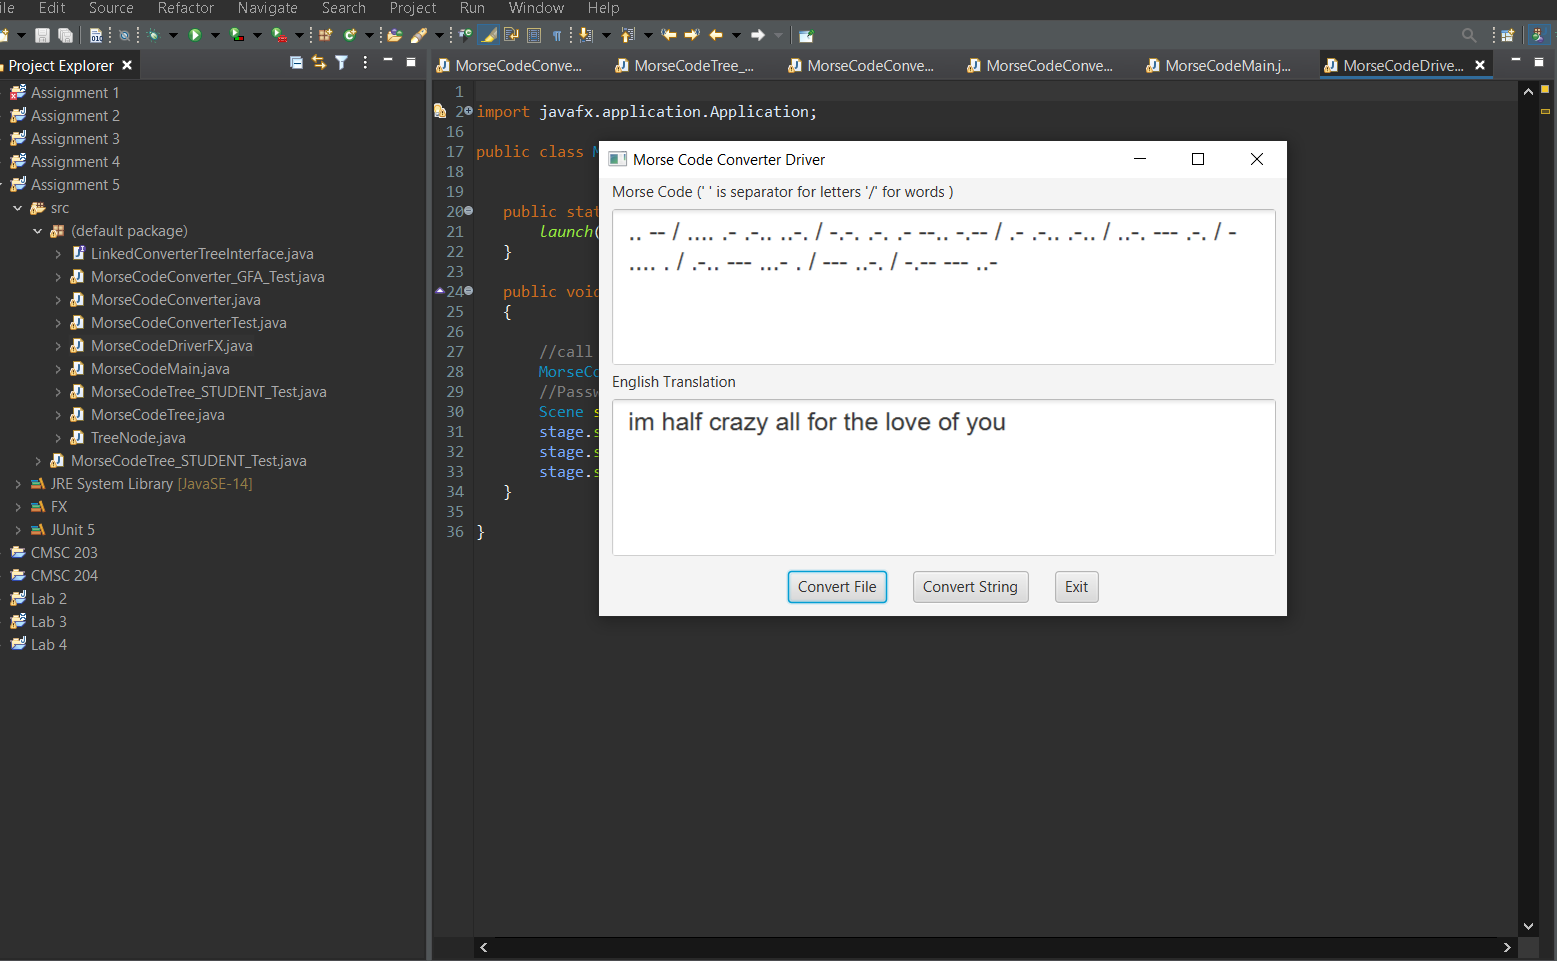 ile Edit Source Refactor Navigate Search Project Run Window Help
Project Explorer
MorseCodeConve... MorseCodeTree_... MorseCodeConve... MorseCodeConve... MorseCodeMain.j... MorseCodeDrive...
Assignment 1
Assignment 2
Assignment 3
Assignment 4
Assignment 5
src
(default package)
LinkedConverterTreeInterface.java
MorseCodeConverter_GFA_Test.java
MorseCodeConverter.java
MorseCodeConverterTest.java
MorseCodeDriverFX.java
MorseCodeMain.java
MorseCodeTree_STUDENT_Test.java
MorseCodeTree.java
TreeNode.java
MorseCodeTree_STUDENT_Test.java
JRE System Library [JavaSE-14]
FX
JUnit 5
CMSC 203
CMSC 204
Lab 2
Lab 3
Lab 4
1
2 import javafx.application.Application;
16
17 public class
18
19
20 public stat
21 launch(
22 }
23
24 public void
25 {
26
27 //call
28 MorseCo
29 //Passw
30 Scene s
31 stage.s
32 stage.s
33 stage.s
34 }
35
36 }
Morse Code Converter Driver
Morse Code (' ' is separator for letters '/' for words )
.. -- / .... .- .-.. ..-. / -.-. .-. .- --.. -.-- / .- .-.. .-.. / ..-. --- .-. / -
.... . / .-.. --- ...- . / --- ..-. / -.-- --- ..-
English Translation
im half crazy all for the love of you
Convert File Convert String Exit